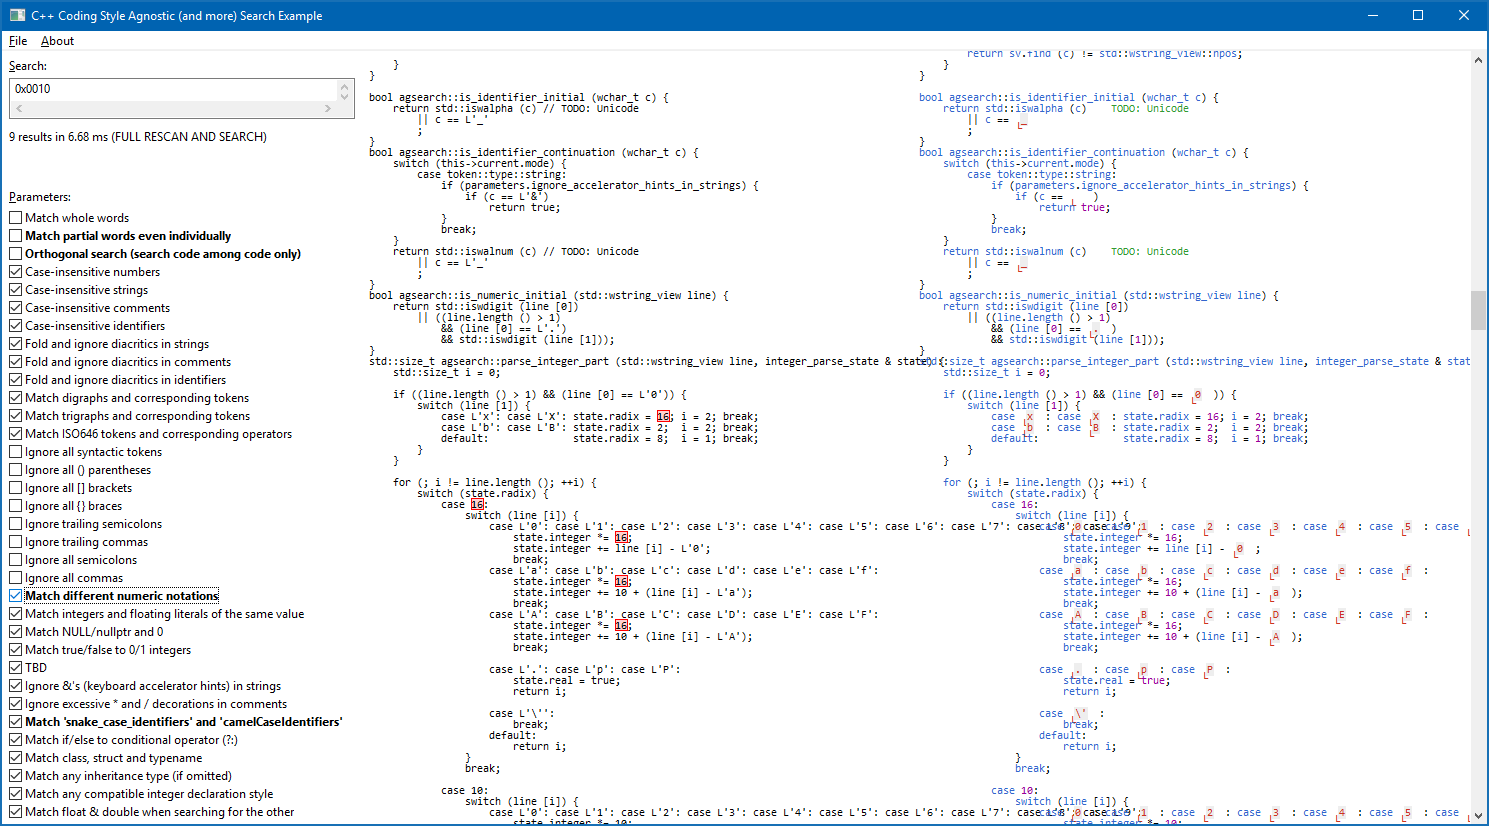 C++ Coding Style Agnostic (and more) Search Example
File About
Search:
0x0010
9 results in 6.68 ms (FULL RESCAN AND SEARCH)
Parameters:
Match whole words
Match partial words even individually
Orthogonal search (search code among code only)
Case-insensitive numbers
Case-insensitive strings
Case-insensitive comments
Case-insensitive identifiers
Fold and ignore diacritics in strings
Fold and ignore diacritics in comments
Fold and ignore diacritics in identifiers
Match digraphs and corresponding tokens
Match trigraphs and corresponding tokens
Match ISO646 tokens and corresponding operators
Ignore all syntactic tokens
Ignore all () parentheses
Ignore all [] brackets
Ignore all {} braces
Ignore trailing semicolons
Ignore trailing commas
Ignore all semicolons
Ignore all commas
Match different numeric notations
Match integers and floating literals of the same value
Match NULL/nullptr and 0
Match true/false to 0/1 integers
TBD
Ignore &'s (keyboard accelerator hints) in strings
Ignore excessive * and / decorations in comments
Match 'snake_case_identifiers' and 'camelCaseIdentifiers'
Match if/else to conditional operator (?:)
Match class, struct and typename
Match any inheritance type (if omitted)
Match any compatible integer declaration style
Match float & double when searching for the other
}
}
bool agsearch::is_identifier_initial (wchar_t c) {
return std::iswalpha (c) // TODO: Unicode
|| c == L'_'
;
}
bool agsearch::is_identifier_continuation (wchar_t c) {
switch (this->current.mode) {
case token::type::string:
if (parameters.ignore_accelerator_hints_in_strings) {
if (c == L'&')
return true;
}
break;
}
return std::iswalnum (c) // TODO: Unicode
|| c == L'_'
;
}
bool agsearch::is_numeric_initial (std::wstring_view line) {
return std::iswdigit (line [0])
|| ((line.length () > 1)
&& (line [0] == L'.')
&& std::iswdigit (line [1]));
}
std::size_t agsearch::parse_integer_part (std::wstring_view line, integer_parse_state & state) {
std::size_t i = 0;
if ((line.length () > 1) && (line [0] == L'0')) {
switch (line [1]) {
case L'x': case L'X': state.radix = 16; i = 2; break;
case L'b': case L'B': state.radix = 2; i = 2; break;
default: state.radix = 8; i = 1; break;
}
}
for (; i != line.length (); ++i) {
switch (state.radix) {
case 16:
switch (line [i]) {
case L'0': case L'1': case L'2': case L'3': case L'4': case L'5': case L'6': case L'7': case L'8': case L'9':
state.integer *= 16;
state.integer += line [i] - L'0';
break;
case L'a': case L'b': case L'c': case L'd': case L'e': case L'f':
state.integer *= 16;
state.integer += 10 + (line [i] - L'a');
break;
case L'A': case L'B': case L'C': case L'D': case L'E': case L'F':
state.integer *= 16;
state.integer += 10 + (line [i] - L'A');
break;
case L'.': case L'p': case L'P':
state.real = true;
return i;
case L'\'':
break;
default:
return i;
}
break;
case 10:
switch (line [i]) {
case L'0': case L'1': case L'2': case L'3': case L'4': case L'5': case L'6': case L'7': case L'8': case L'9':
state.integer *= 10;
return sv.find (c) != std::wstring_view::npos;
}
}
bool agsearch::is_identifier_initial (wchar_t c) {
return std::iswalpha (c) TODO: Unicode
|| c == _
;
}
bool agsearch::is_identifier_continuation (wchar_t c) {
switch (this->current.mode) {
case token::type::string:
if (parameters.ignore_accelerator_hints_in_strings) {
if (c == )
return true;
}
break;
}
return std::iswalnum (c) TODO: Unicode
|| c == _
;
}
bool agsearch::is_numeric_initial (std::wstring_view line) {
return std::iswdigit (line [0])
|| ((line.length () > 1)
&& (line [0] == . )
&& std::iswdigit (line [1]));
}
size_t agsearch::parse_integer_part (std::wstring_view line, integer_parse_state & stat
std::size_t i = 0;
if ((line.length () > 1) && (line [0] == 0 )) {
switch (line [1]) {
case x : case X : state.radix = 16; i = 2; break;
case b : case B : state.radix = 2; i = 2; break;
default: state.radix = 8; i = 1; break;
}
}
for (; i != line.length (); ++i) {
switch (state.radix) {
case 16:
switch (line [i]) {
case 0 : case 1 : case 2 : case 3 : case 4 : case 5 : case
state.integer *= 16;
state.integer += line [i] - 0 ;
break;
case a : case b : case c : case d : case e : case f :
state.integer *= 16;
state.integer += 10 + (line [i] - a );
break;
case A : case B : case C : case D : case E : case F :
state.integer *= 16;
state.integer += 10 + (line [i] - A );
break;
case . : case p : case P :
state.real = true;
return i;
case \' :
break;
default:
return i;
}
break;
case 10:
switch (line [i]) {
case 0 : case 1 : case 2 : case 3 : case 4 : case 5 : case
state.integer *= 10;